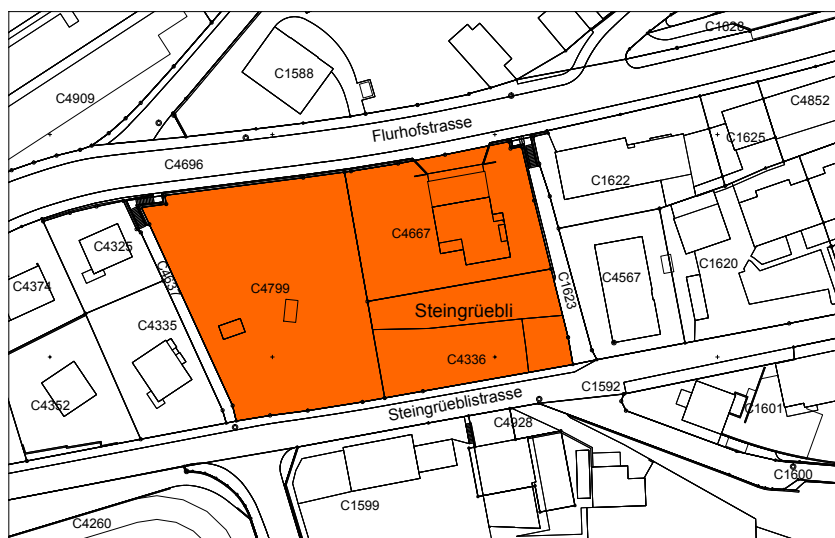 C1628
C1588
C4909
C4852
Flurhofstrasse
C1625
C4696
C1622
C4667
C4325
C1620
C4374
C4637
C4799
C1623
C4567
Steingrüebli
C4335
C4336
C1592
C4352
Steingrüeblistrasse
C1601
C4928
C1600
C1599
C4260